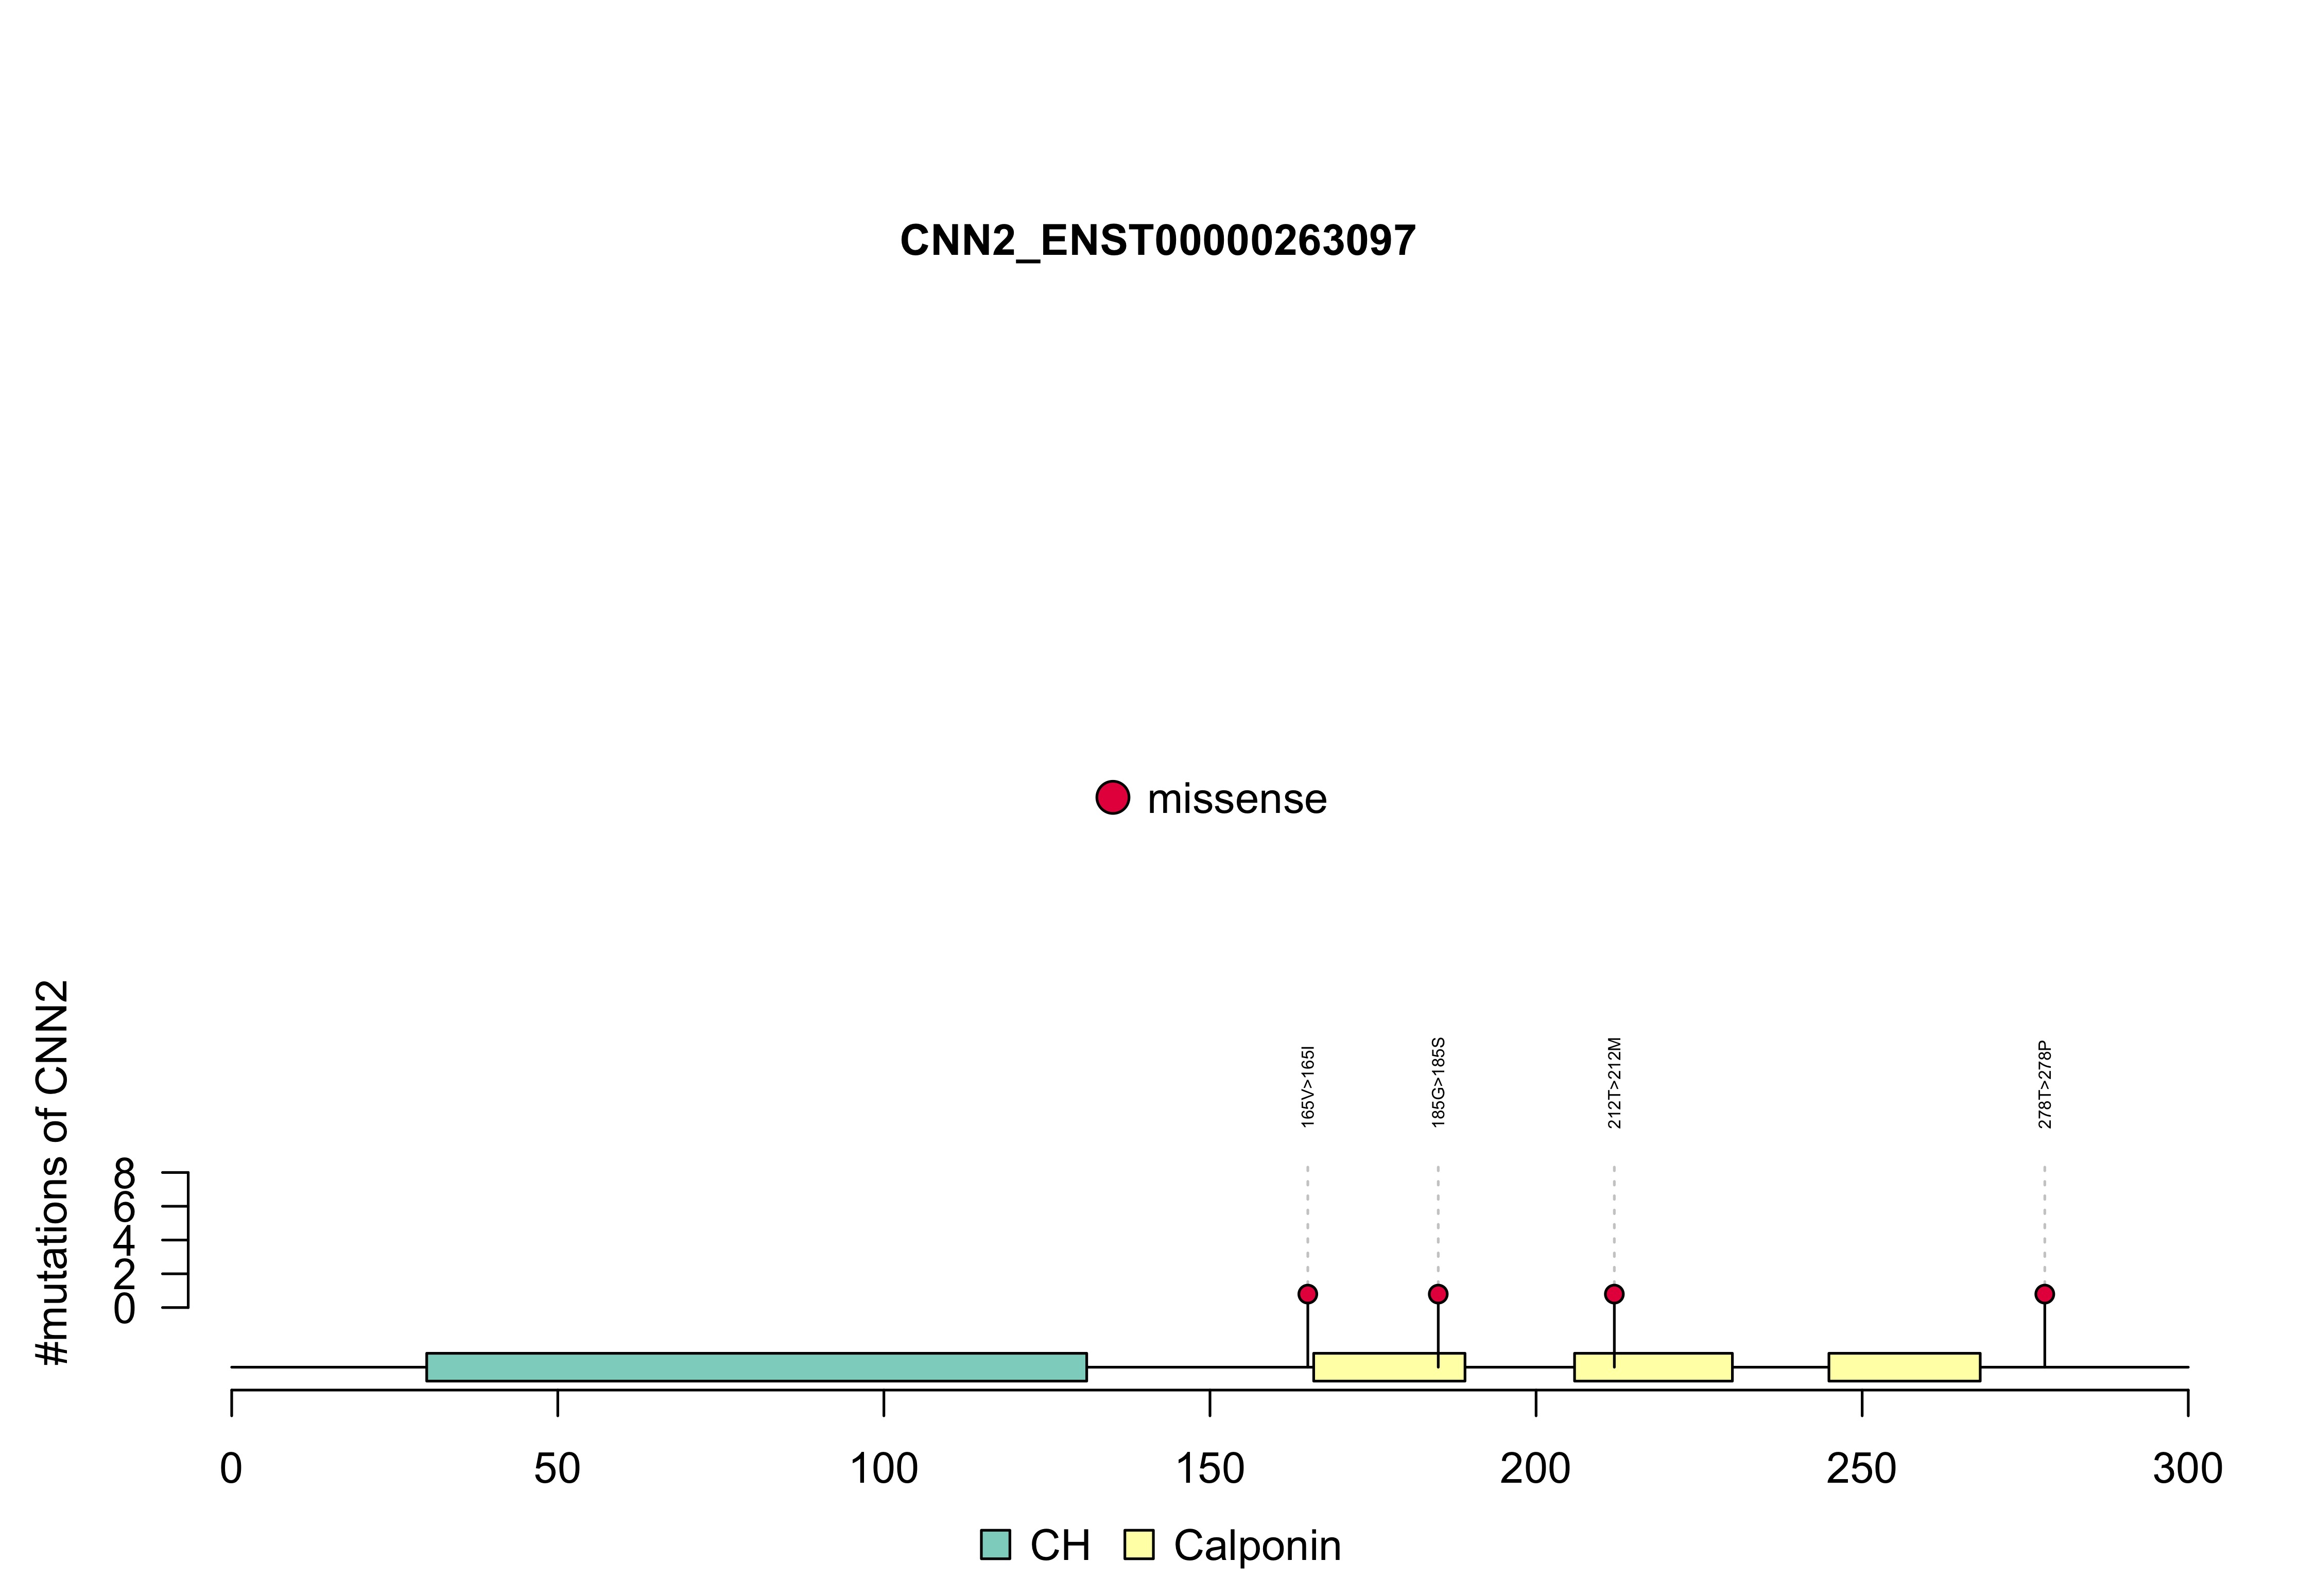 CNN2_ENST00000263097
missense
#mutations of CNN2
8
6
4
2
0
165V>165I
185G>185S
212T>212M
278T>278P
0 50 100 150 200 250 300
CH Calponin